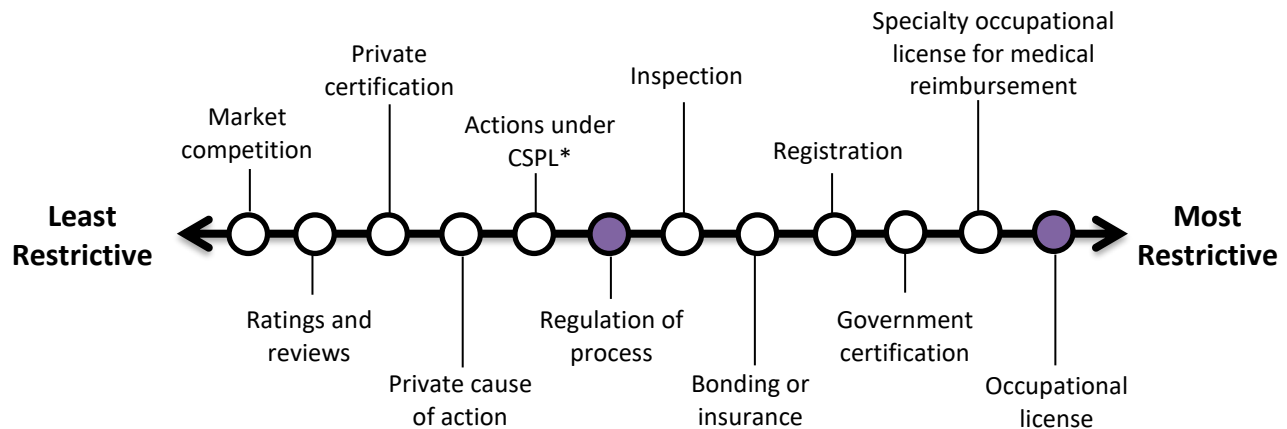 Specialty occupational
license for medical
reimbursement
Private
certification
Inspection
Market
competition
Actions under
CSPL*
Registration
Least
Restrictive
Most
Restrictive
Ratings and
reviews
Regulation of
process
Government
certification
Private cause
of action
Bonding or
insurance
Occupational
license